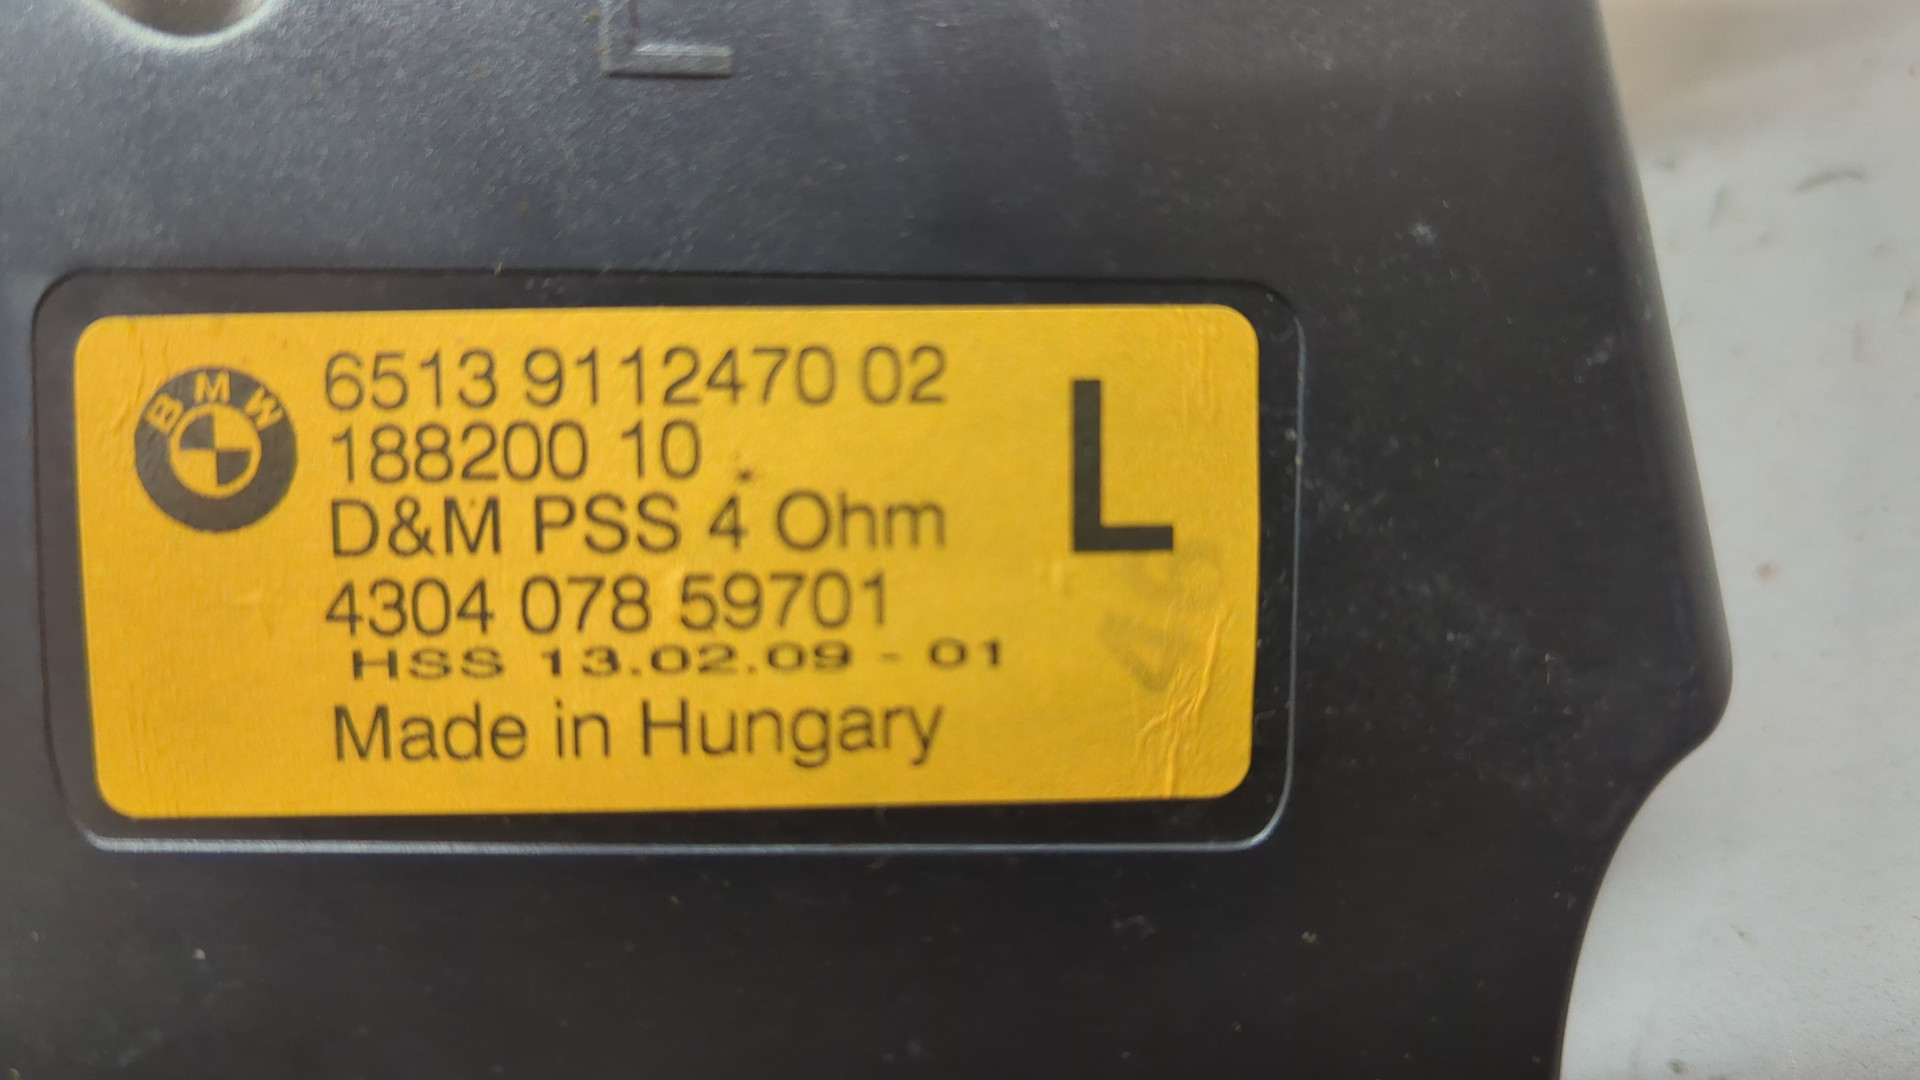 L
BMW
6513 9112470 02
188200 10
L
D&M PSS 4 Ohm
4304 078 59701
HSS 13.02.09 - 01
Made in Hungary